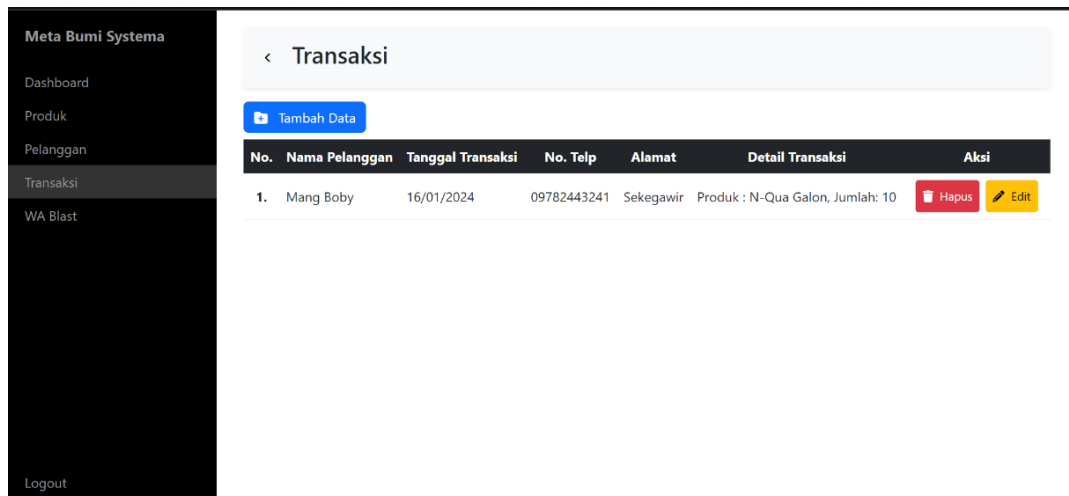 Meta Bumi Systema
Dashboard
Produk
Pelanggan
Transaksi
WA Blast
Logout
Transaksi
Tambah Data
No. Nama Pelanggan Tanggal Transaksi No. Telp Alamat Detail Transaksi Aksi
1. Mang Boby 16/01/2024 09782443241 Sekegawir Produk : N-Qua Galon, Jumlah: 10 Hapus Edit